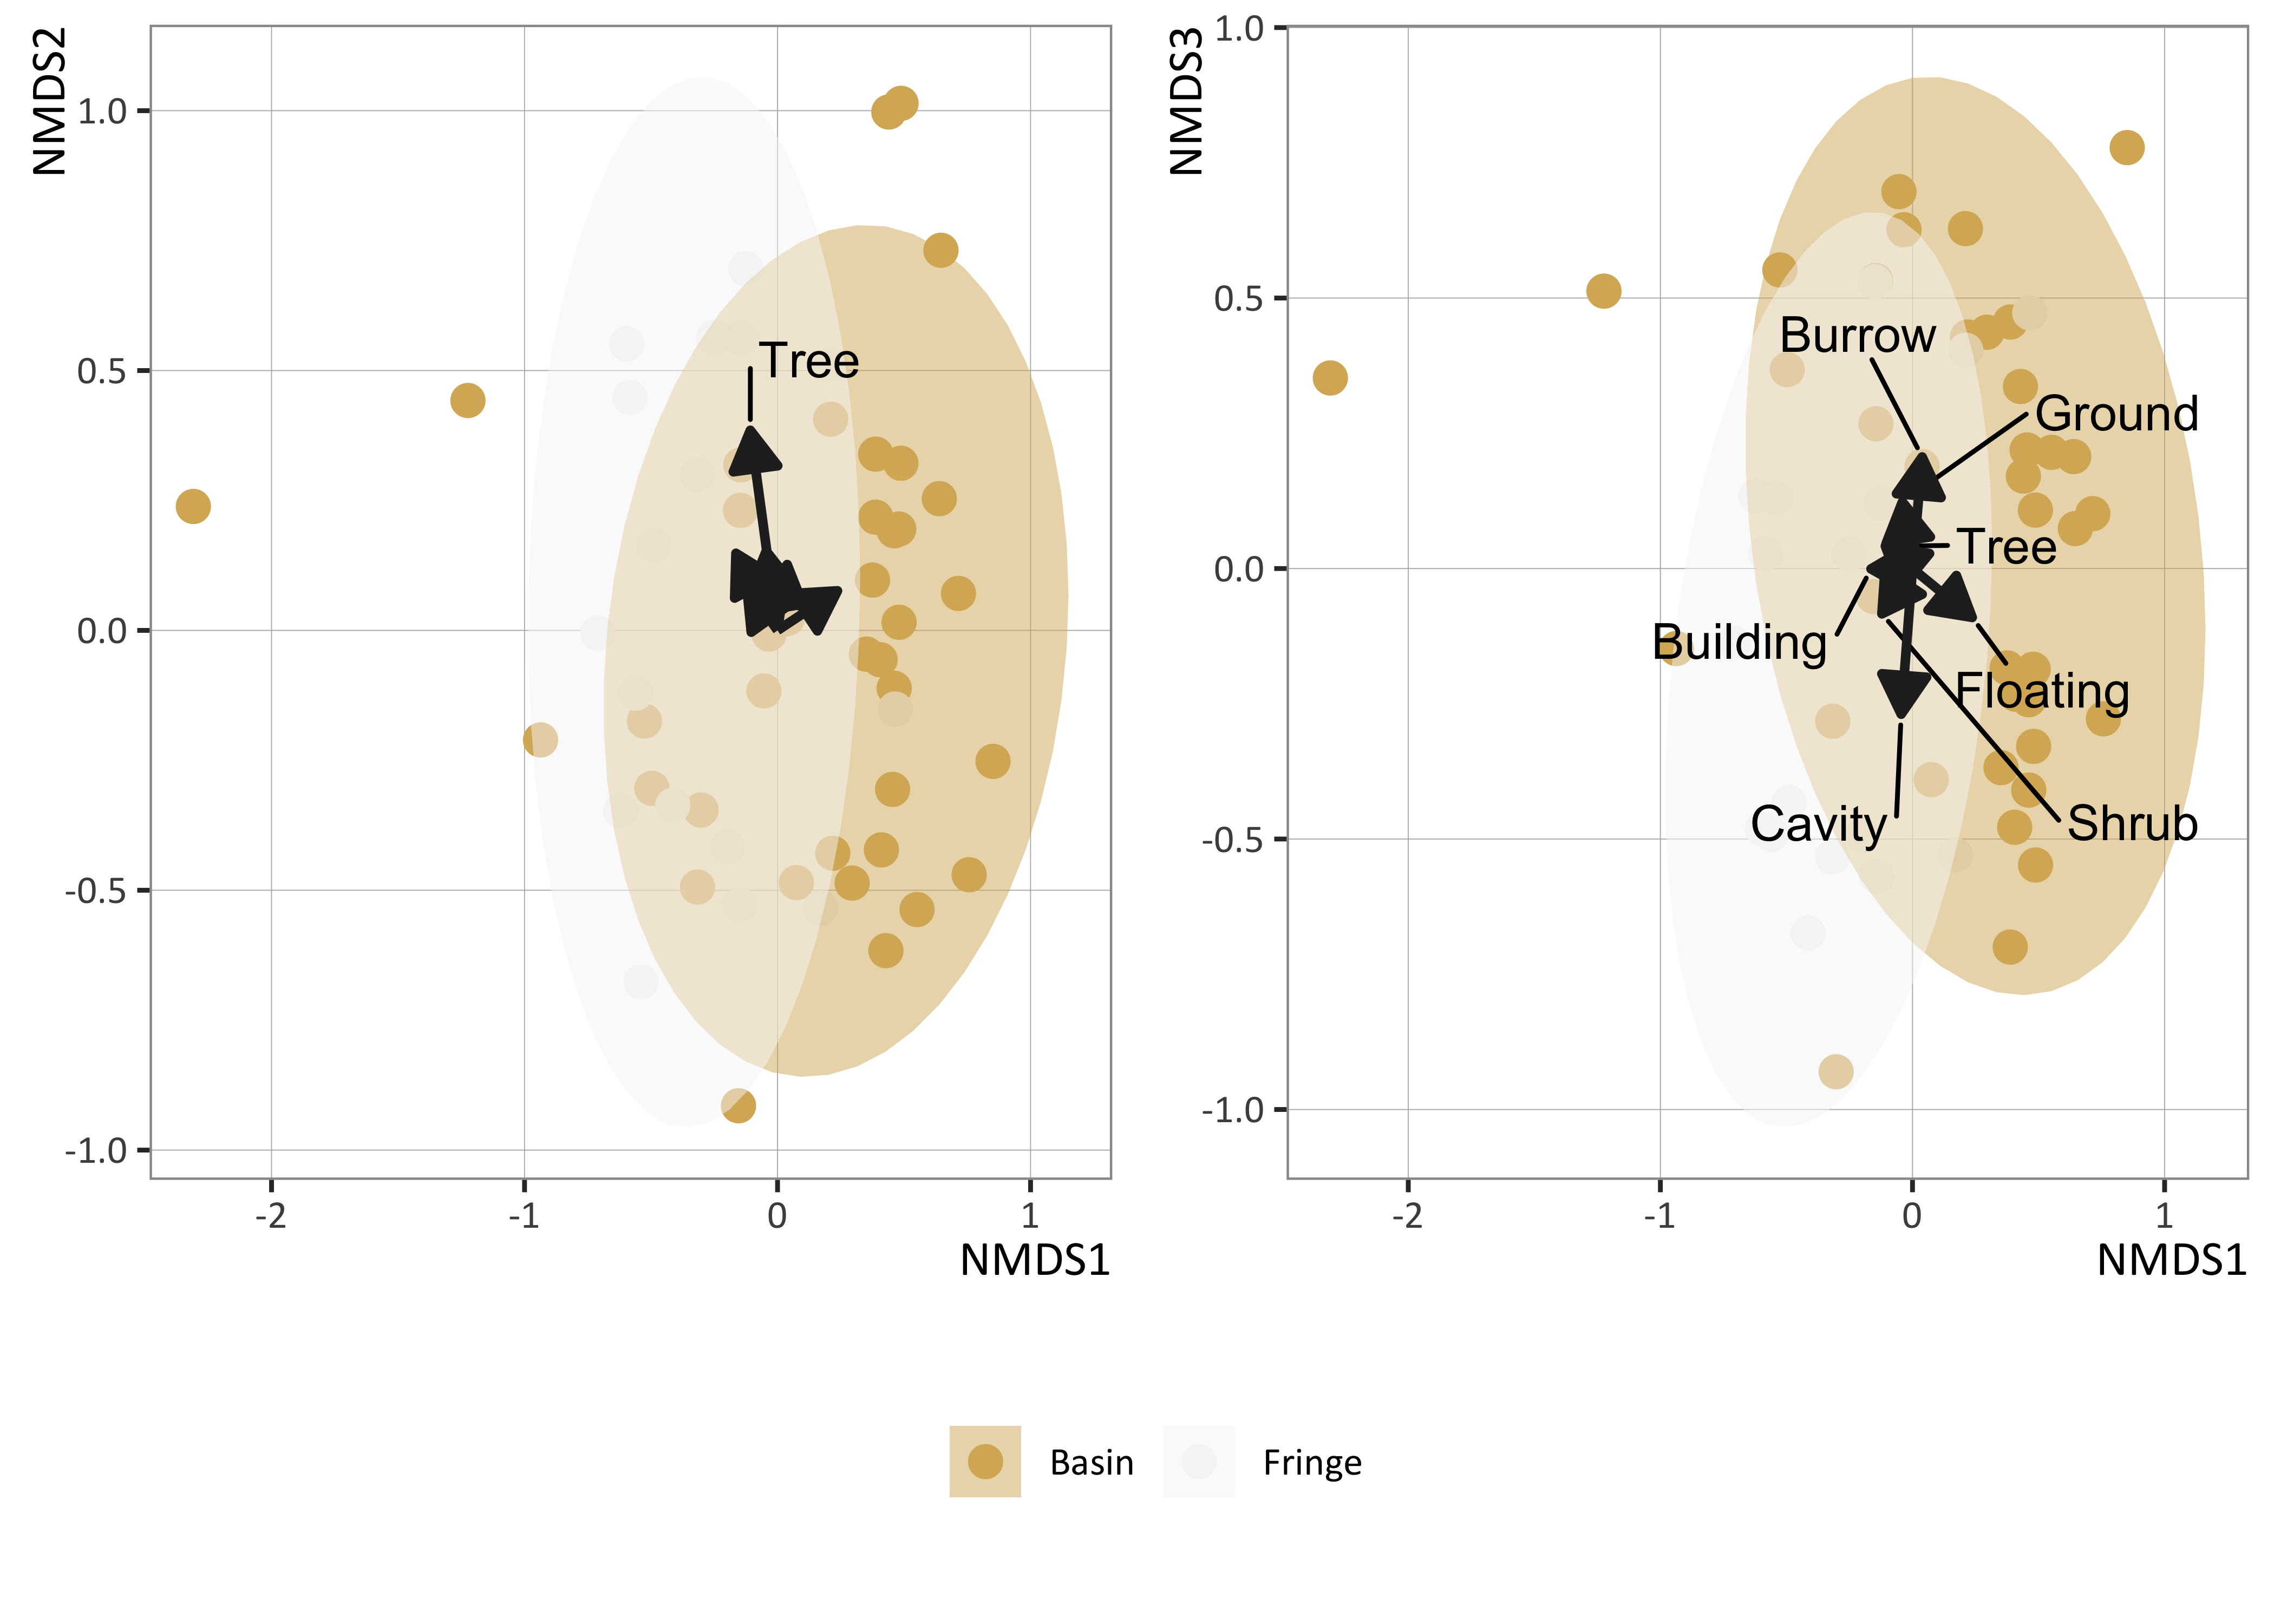 NMDS2
1.0
0.5
0.0
-0.5
-1.0
-2
-1
0
1
NMDS1
Tree
NMDS3
1.0
0.5
0.0
-0.5
-1.0
-2
-1
0
1
NMDS1
Burrow
Ground
Tree
Building
Floating
Cavity
Shrub
Basin
Fringe